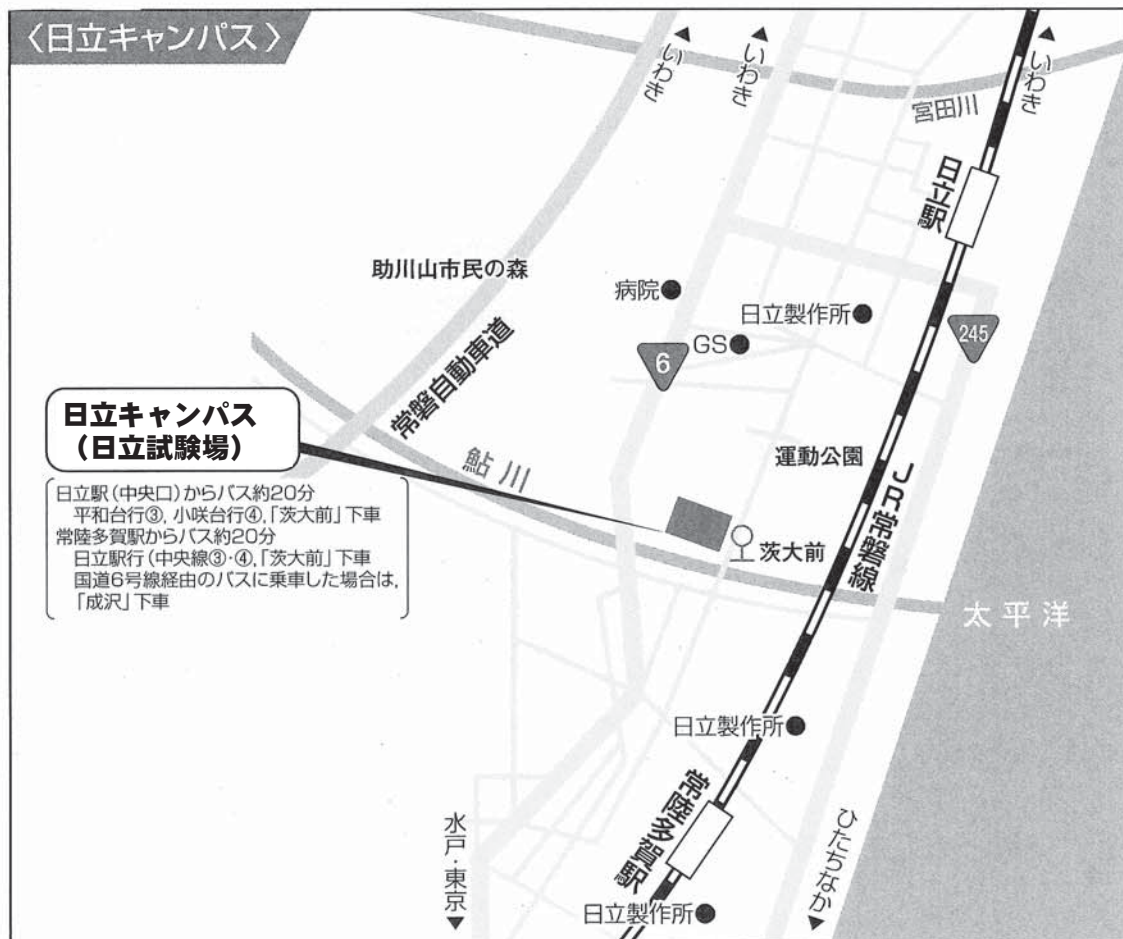 〈日立キャンパス〉
いわき
いわき
いわき
宮田川
日立駅
助川山市民の森
病院
日立製作所
GS
6
245
常磐自動車道
日立キャンパス
(日立試験場)
鮎川
運動公園
JR常磐線
日立駅(中央口)からバス約20分
平和台行③, 小咲台行④,「茨大前」下車
常陸多賀駅からバス約20分
日立駅行(中央線③・④,「茨大前」下車
国道6号線経由のバスに乗車した場合は,
「成沢」下車
茨大前
太平洋
日立製作所
常陸多賀駅
水戸・東京
ひたちなか
日立製作所